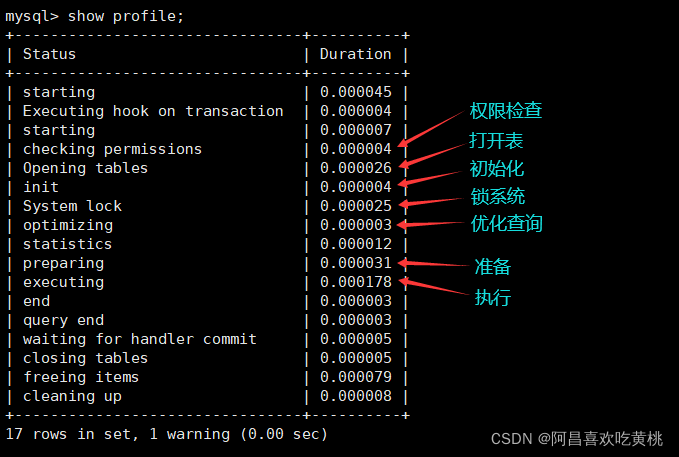 mysql> show profile;
+--------------------------------+----------+
| Status                         | Duration |
+--------------------------------+----------+
| starting                       | 0.000045 |
| Executing hook on transaction  | 0.000004 |
| starting                       | 0.000007 |
| checking permissions           | 0.000004 | 权限检查
| Opening tables                 | 0.000026 | 打开表
| init                           | 0.000004 | 初始化
| System lock                    | 0.000025 | 锁系统
| optimizing                     | 0.000003 | 优化查询
| statistics                     | 0.000012 |
| preparing                      | 0.000031 | 准备
| executing                      | 0.000178 | 执行
| end                            | 0.000003 |
| query end                      | 0.000003 |
| waiting for handler commit     | 0.000005 |
| closing tables                 | 0.000005 |
| freeing items                  | 0.000079 |
| cleaning up                    | 0.000008 |
+--------------------------------+----------+
17 rows in set, 1 warning (0.00 sec)
CSDN @阿昌喜欢吃黄桃